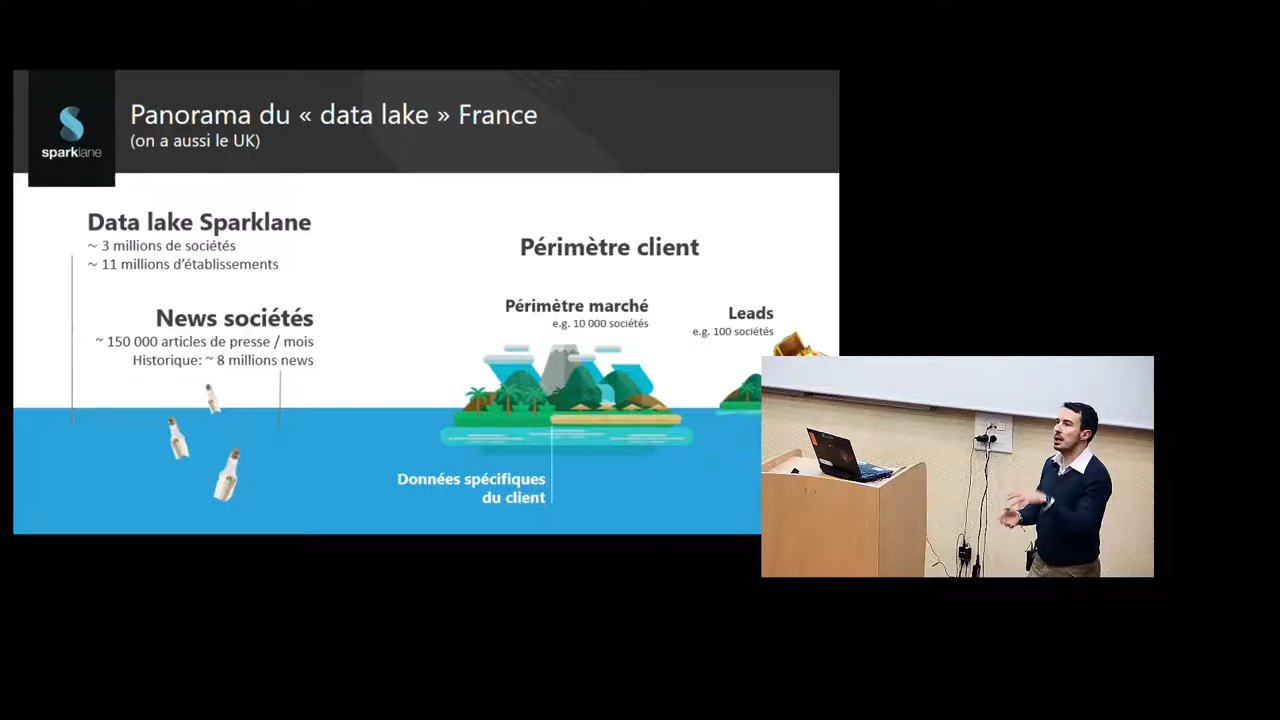 Panorama du « data lake » France
(on a aussi le UK)
sparklane
Data lake Sparklane
~ 3 millions de sociétés
~ 11 millions d'établissements
News sociétés
~ 150 000 articles de presse / mois
Historique: ~ 8 millions news
Périmètre client
Périmètre marché
e.g. 10 000 sociétés
Leads
e.g. 100 sociétés
Données spécifiques
du client